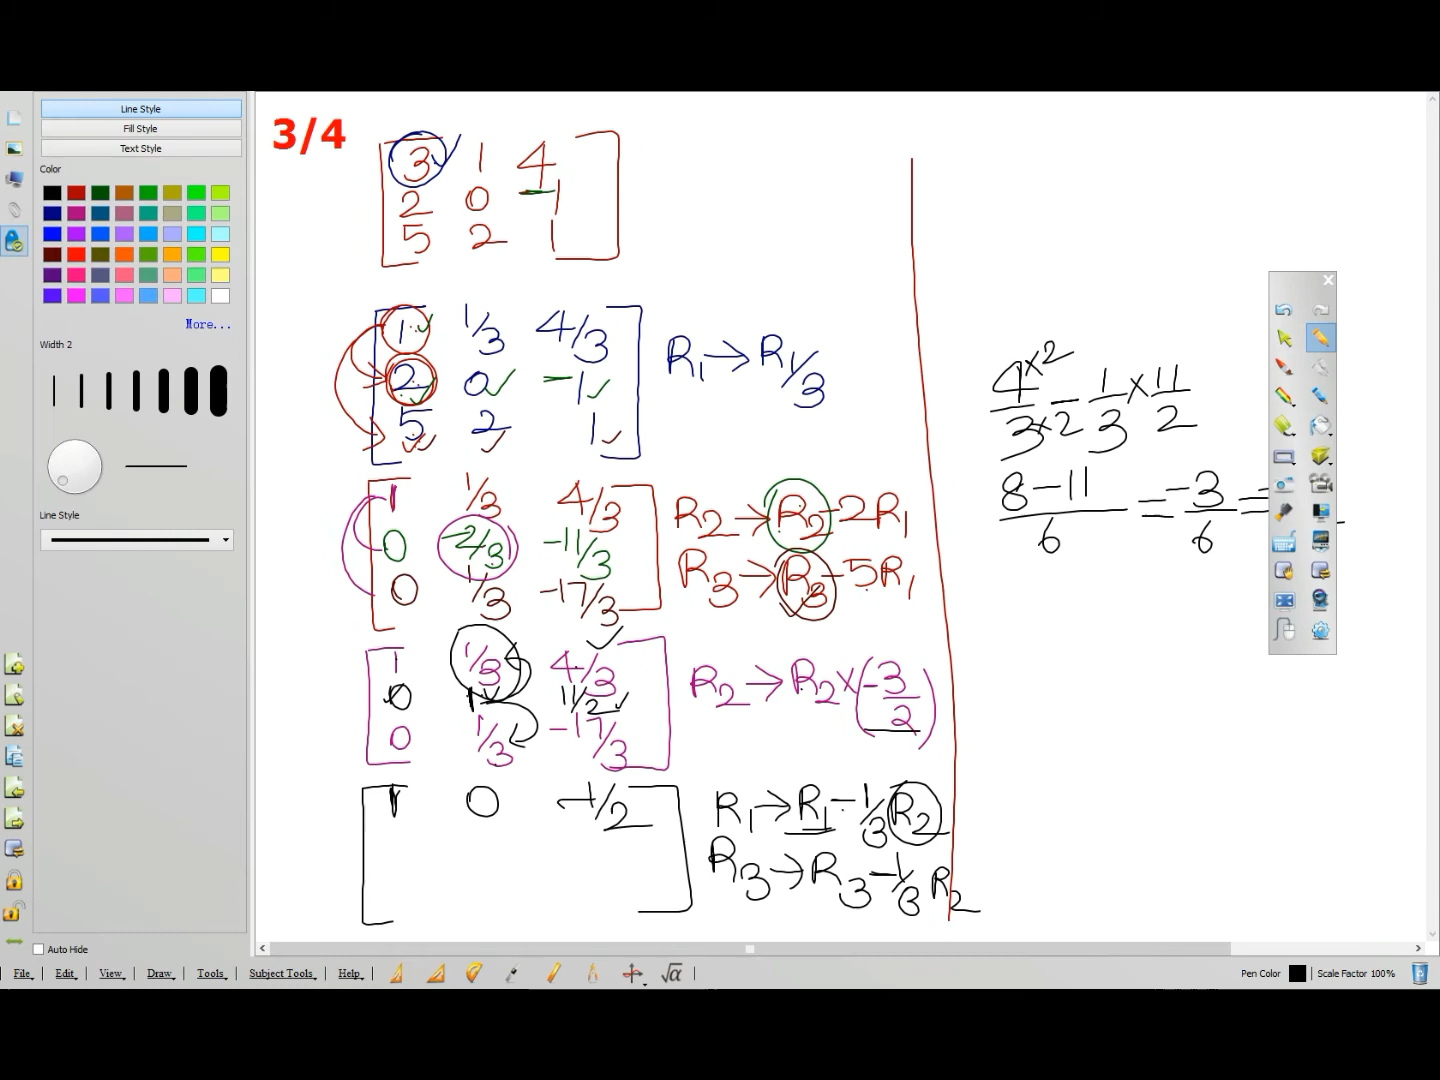 Line Style
Fill Style
Text Style
Color
More...
Width 2
Line Style
Auto Hide
3/4
3 1 4
2 0 -1
5 2 1
1 1/3 4/3
2 0 -1
5 2 1
R1 → R1/3
1 1/3 4/3
0 -2/3 -11/3
0 1/3 -17/3
R2 → R2-2R1
R3 → R3-5R1
1 1/3 4/3
0 1 11/2
0 1/3 -17/3
R2 → R2 × (-3/2)
1 0 -1/2
R1 → R1 - 1/3 R2
R3 → R3 - 1/3 R2
4×2/3×2 - 1/3 × 11/2
8-11/6 = -3/6 =
File Edit View Draw Tools Subject Tools Help √α Pen Color Scale Factor 100%